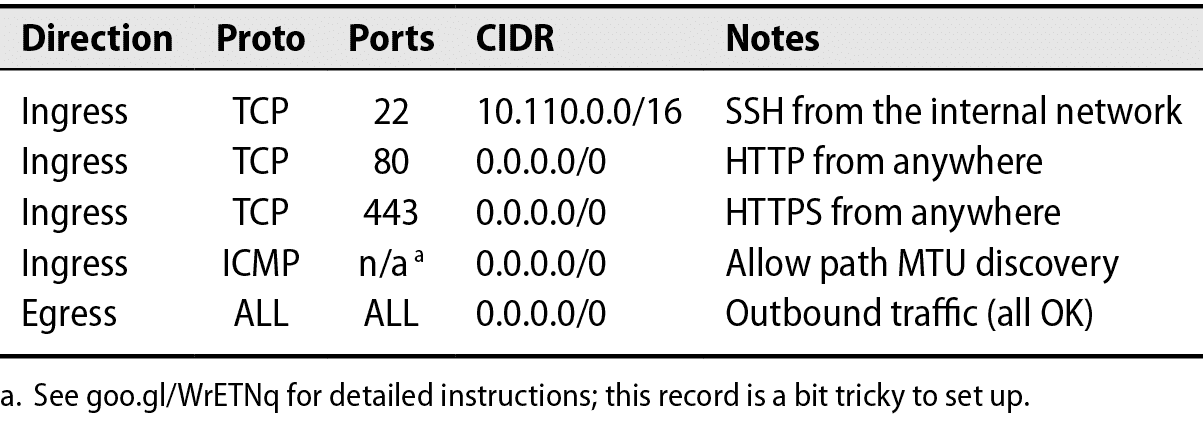 Direction Proto Ports CIDR Notes
Ingress TCP 22 10.110.0.0/16 SSH from the internal network
Ingress TCP 80 0.0.0.0/0 HTTP from anywhere
Ingress TCP 443 0.0.0.0/0 HTTPS from anywhere
Ingress ICMP n/a a 0.0.0.0/0 Allow path MTU discovery
Egress ALL ALL 0.0.0.0/0 Outbound traffic (all OK)
a. See goo.gl/WrETNq for detailed instructions; this record is a bit tricky to set up.